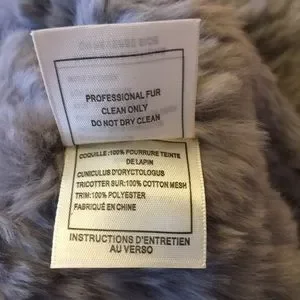 PROFESSIONAL FUR
CLEAN ONLY
DO NOT DRY CLEAN
COQUILLE:100% FOURRURE TEINTE
DE LAPIN
CUNICULUS D'ORYCTOLOGUS
TRICOTTER SUR:100% COTTON MESH
TRIM:100% POLYESTER
FABRIQUÉ EN CHINE
INSTRUCTIONS D'ENTRETIEN
AU VERSO